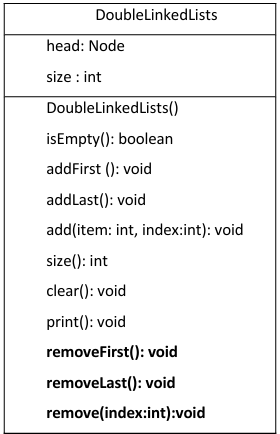 DoubleLinkedLists
head: Node
size : int
DoubleLinkedLists()
isEmpty(): boolean
addFirst (): void
addLast(): void
add(item: int, index:int): void
size(): int
clear(): void
print(): void
removeFirst(): void
removeLast(): void
remove(index:int):void